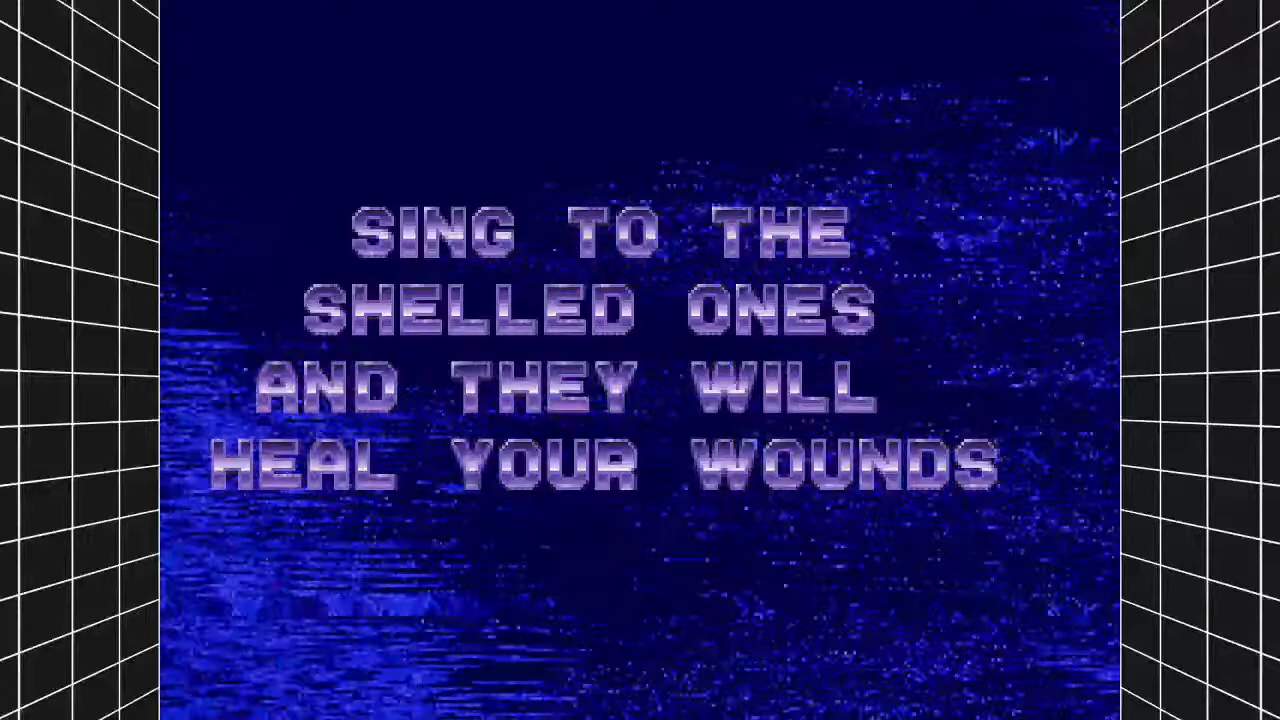 SING TO THE
SHELLED ONES
AND THEY WILL
HEAL YOUR WOUNDS